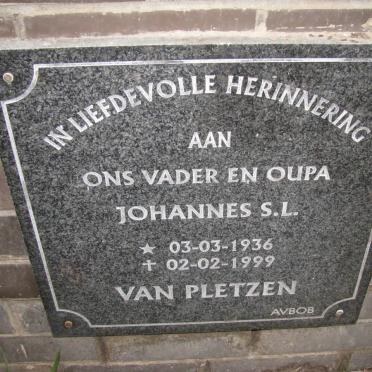 IN LIEFDEVOLLE HERINNERING
AAN
ONS VADER EN OUPA
JOHANNES S.L.
★ 03-03-1936
✝ 02-02-1999
VAN PLETZEN
AVBOB